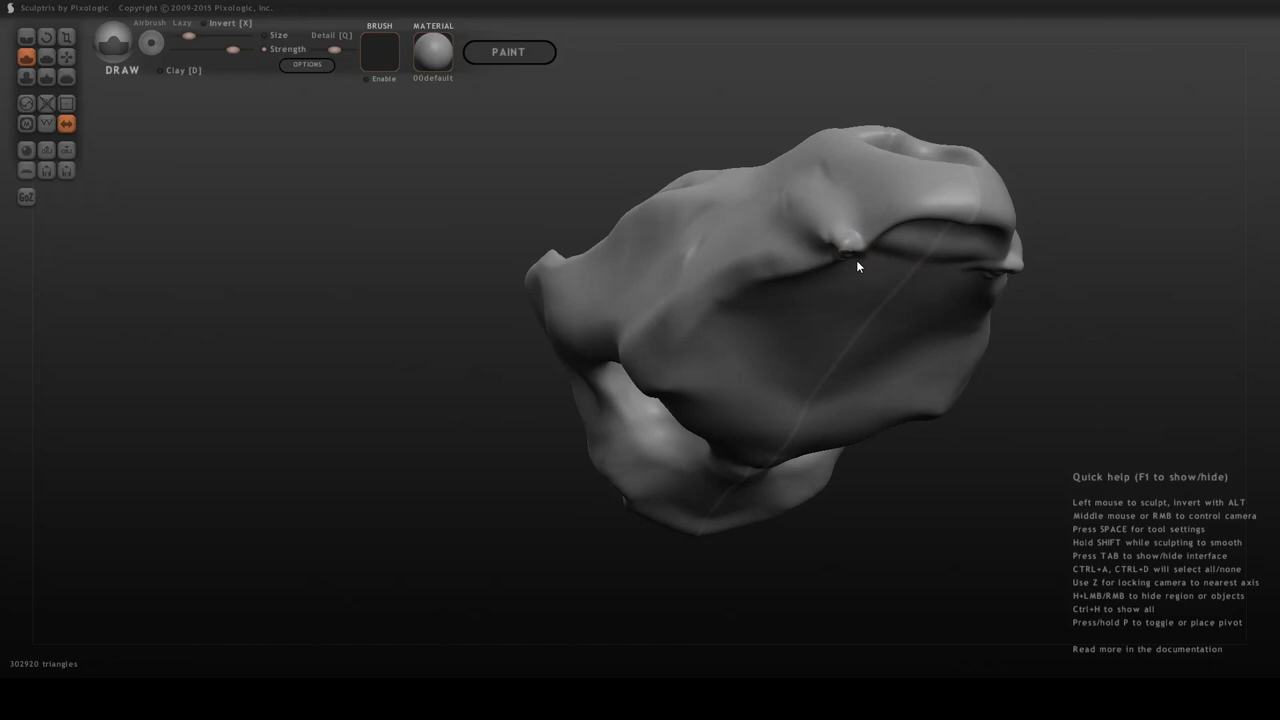 Sculptris by Pixologic Copyright © 2009-2015 Pixologic, Inc.
Airbrush Lazy Invert [X]
Size Detail [Q]
Strength
DRAW Clay [D] OPTIONS
BRUSH MATERIAL
Enable 00default
PAINT
GoZ
Quick help (F1 to show/hide)
Left mouse to sculpt, invert with ALT
Middle mouse or RMB to control camera
Press SPACE for tool settings
Hold SHIFT while sculpting to smooth
Press TAB to show/hide interface
CTRL+A, CTRL+D will select all/none
Use Z for locking camera to nearest axis
H+LMB/RMB to hide region or objects
Ctrl+H to show all
Press/hold P to toggle or place pivot
Read more in the documentation
302920 triangles